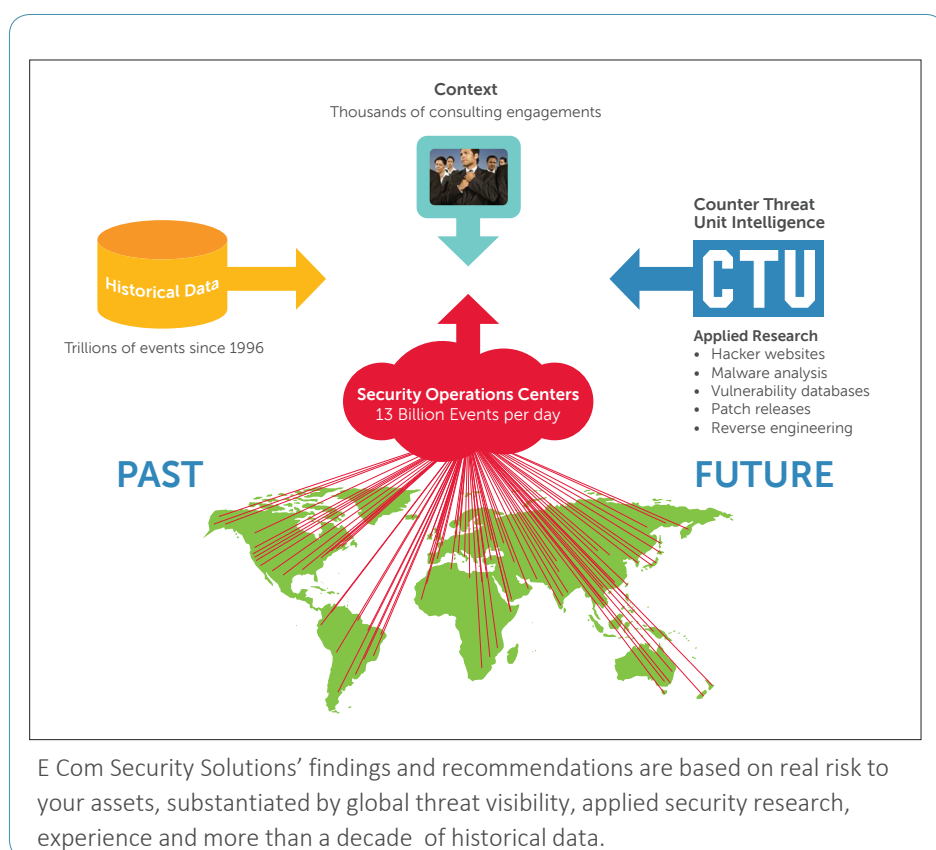 Context
Thousands of consulting engagements
Counter Threat
Unit Intelligence
CTU
Historical Data
Trillions of events since 1996
Applied Research
• Hacker websites
• Malware analysis
• Vulnerability databases
• Patch releases
• Reverse engineering
Security Operations Centers
13 Billion Events per day
PAST
FUTURE
E Com Security Solutions’ findings and recommendations are based on real risk to
your assets, substantiated by global threat visibility, applied security research,
experience and more than a decade of historical data.